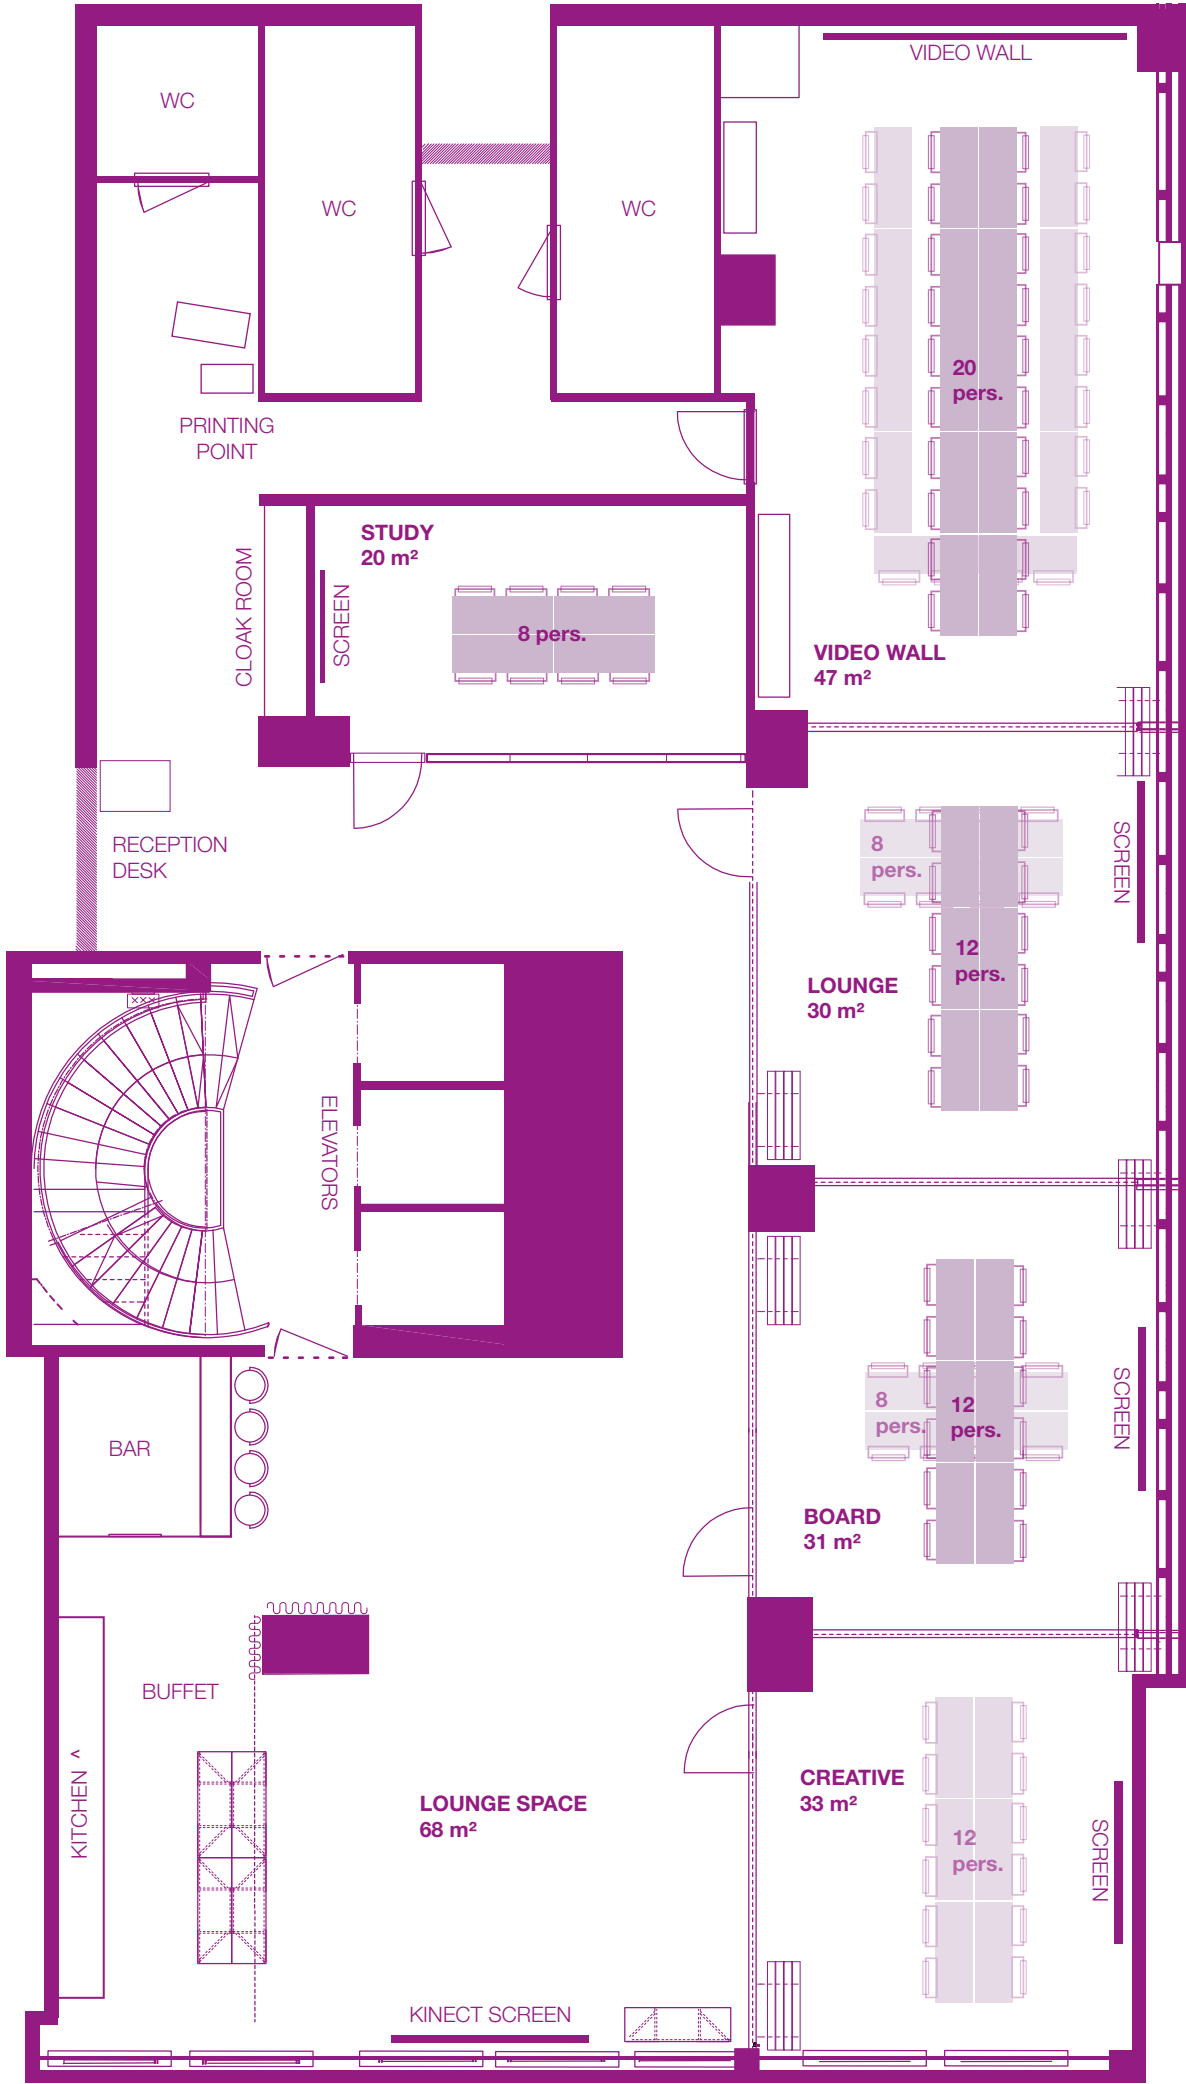 VIDEO WALL
WC
WC
WC
20
pers.
PRINTING
POINT
STUDY
20 m²
CLOAK ROOM
SCREEN
8 pers.
VIDEO WALL
47 m²
RECEPTION
DESK
8
pers.
SCREEN
12
pers.
LOUNGE
30 m²
ELEVATORS
8
pers.
12
pers.
SCREEN
BAR
BOARD
31 m²
BUFFET
KITCHEN <
LOUNGE SPACE
68 m²
CREATIVE
33 m²
12
pers.
SCREEN
KINECT SCREEN